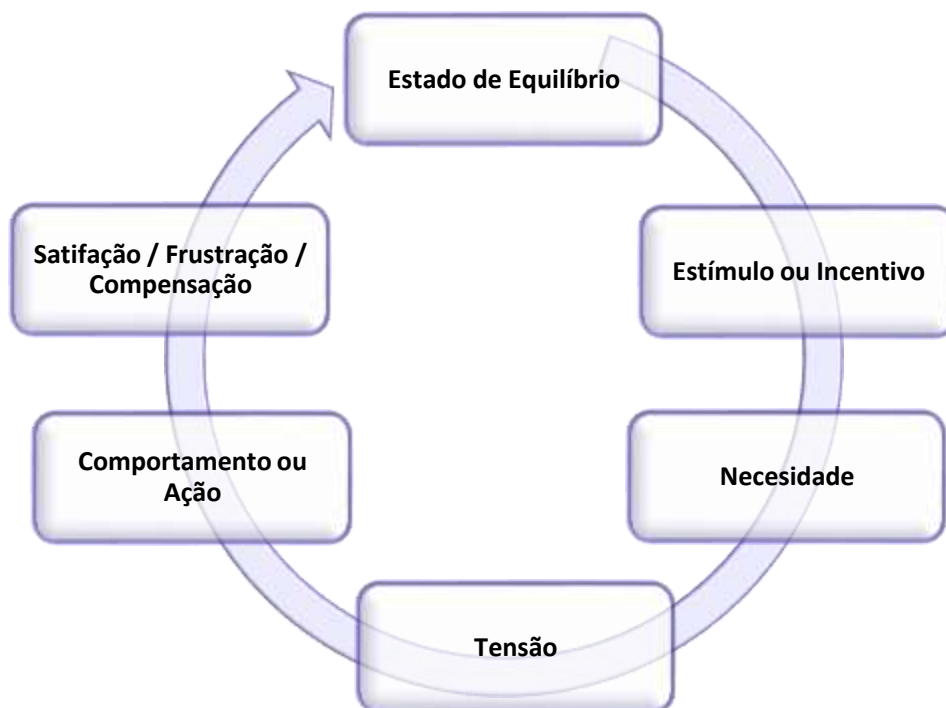 Estado de Equilíbrio
Estímulo ou Incentivo
Necesidade
Tensão
Comportamento ou
Ação
Satifação / Frustração /
Compensação